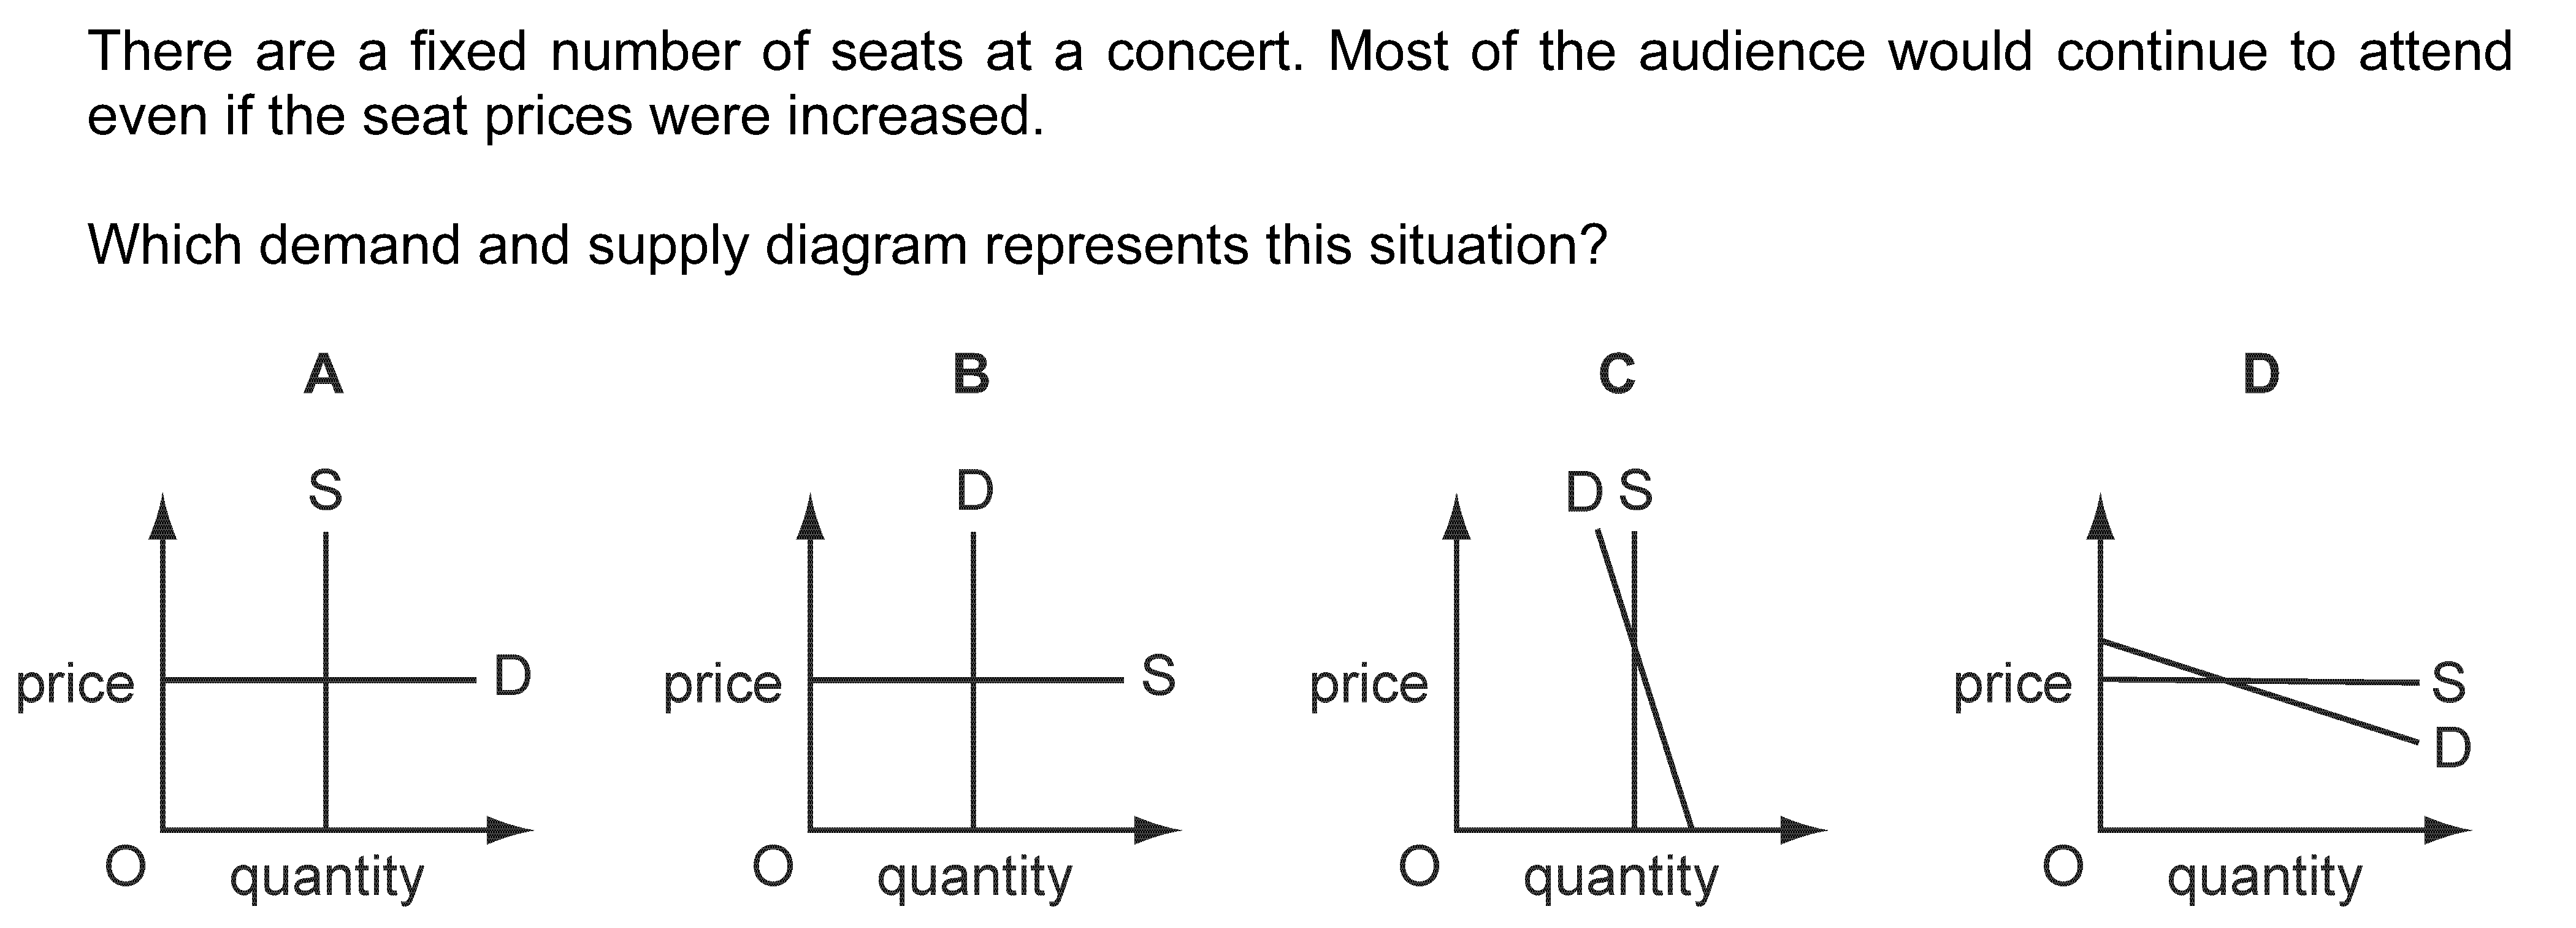 There are a fixed number of seats at a concert. Most of the audience would continue to attend
even if the seat prices were increased.
Which demand and supply diagram represents this situation?
A B C D
S D D S
price D price S price price S
D
O quantity O quantity O quantity O quantity